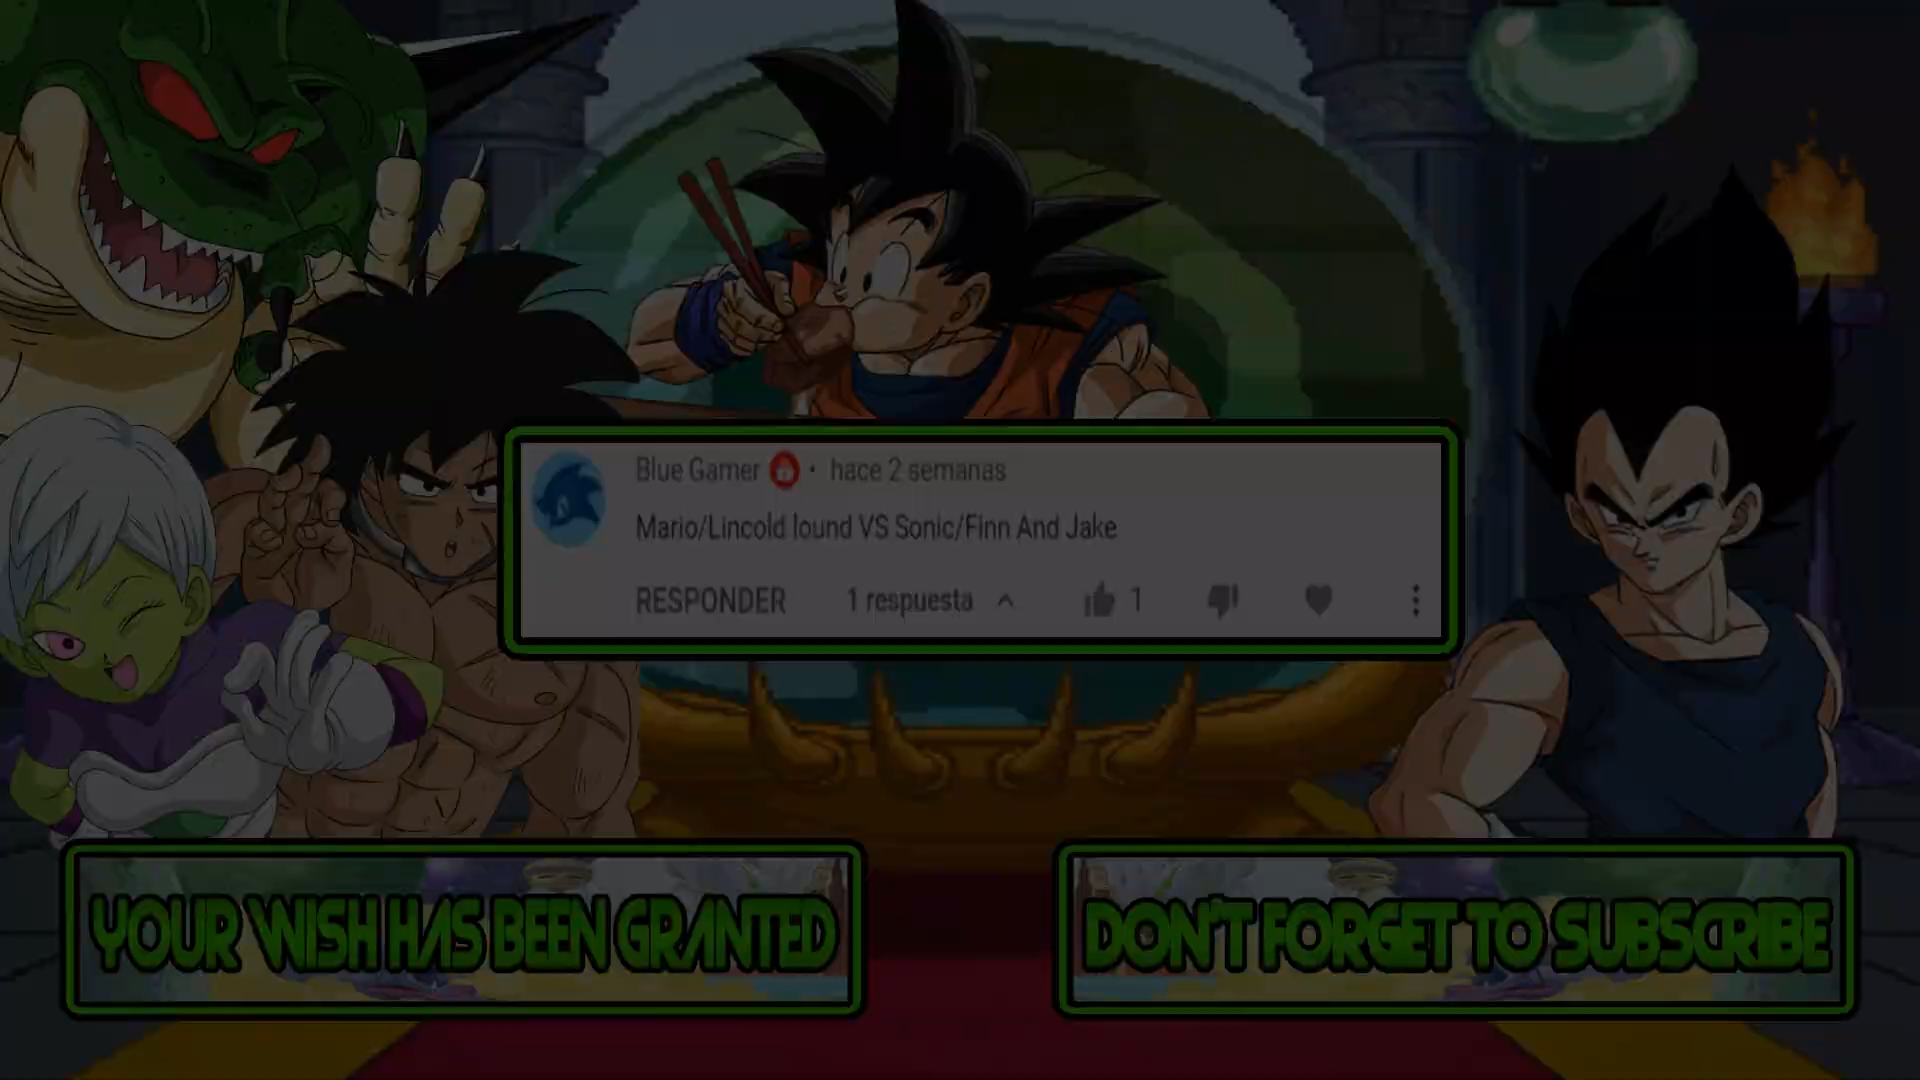 Blue Gamer · hace 2 semanas
Mario/Lincold lound VS Sonic/Finn And Jake
RESPONDER 1 respuesta 1
YOUR WISH HAS BEEN GRANTED
DON'T FORGET TO SUBSCRIBE